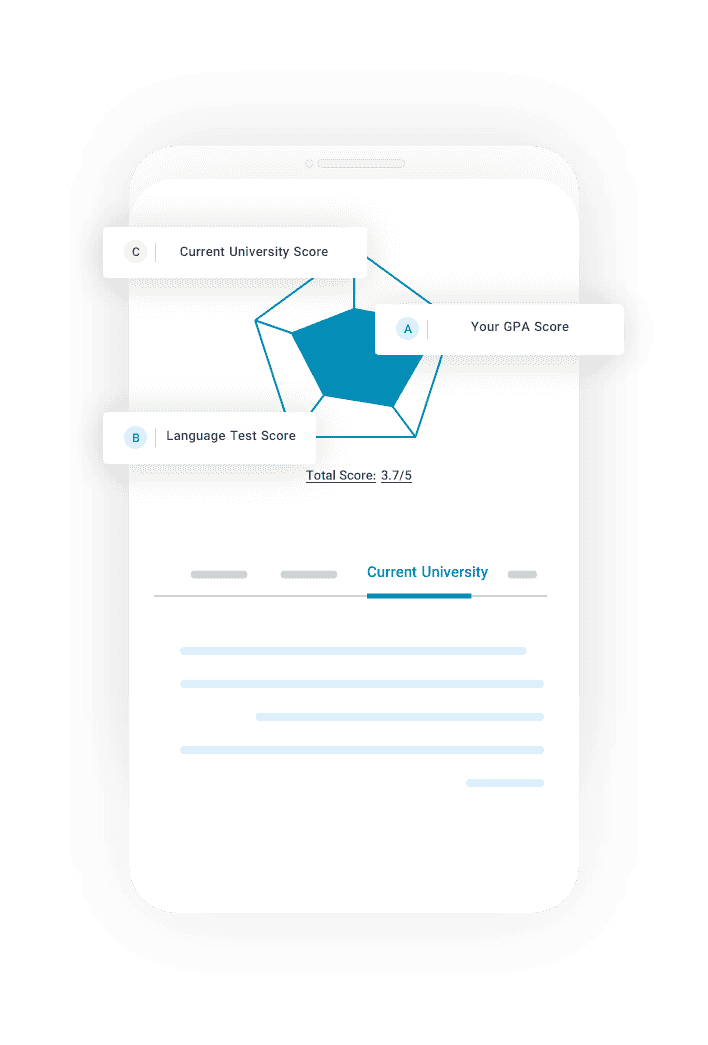 C Current University Score
A Your GPA Score
B Language Test Score
Total Score: 3.7/5
Current University